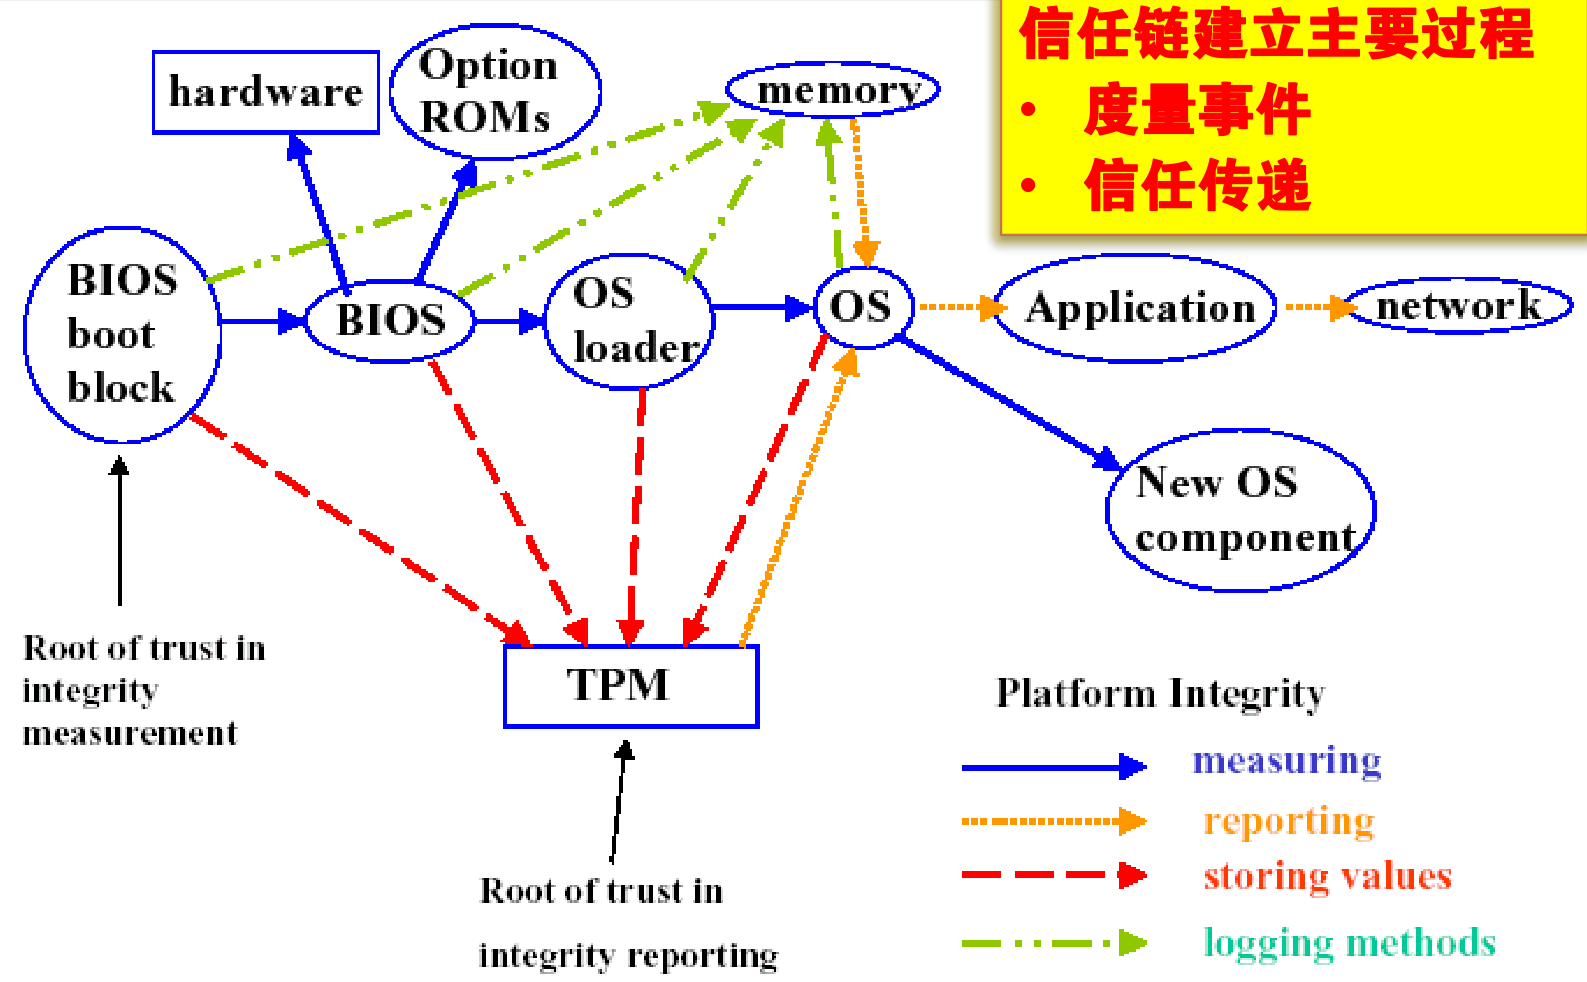 信任链建立主要过程
• 度量事件
• 信任传递
hardware
Option
ROMs
memory
BIOS
boot
block
BIOS
OS
loader
OS
Application
network
New OS
component
TPM
Root of trust in
integrity
measurement
Root of trust in
integrity reporting
Platform Integrity
measuring
reporting
storing values
logging methods